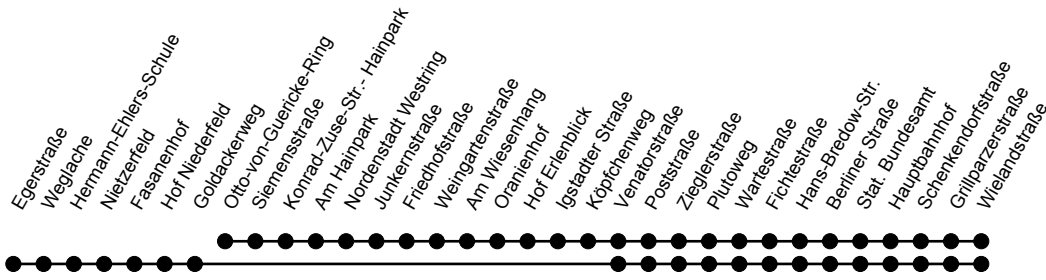 Egerstraße
Weglache
Hermann-Ehlers-Schule
Nietzerfeld
Fasanenhof
Hof Niederfeld
Goldackerweg
Otto-von-Guericke-Ring
Siemensstraße
Konrad-Zuse-Str.- Hainpark
Am Hainpark
Nordenstadt Westring
Junkernstraße
Friedhofstraße
Weingartenstraße
Am Wiesenhang
Oranienhof
Hof Erlenblick
Igstadter Straße
Köpfchenweg
Venatorstraße
Poststraße
Zieglerstraße
Plutoweg
Wartestraße
Fichtestraße
Hans-Bredow-Str.
Berliner Straße
Stat. Bundesamt
Hauptbahnhof
Schenkendorfstraße
Grillparzerstraße
Wielandstraße